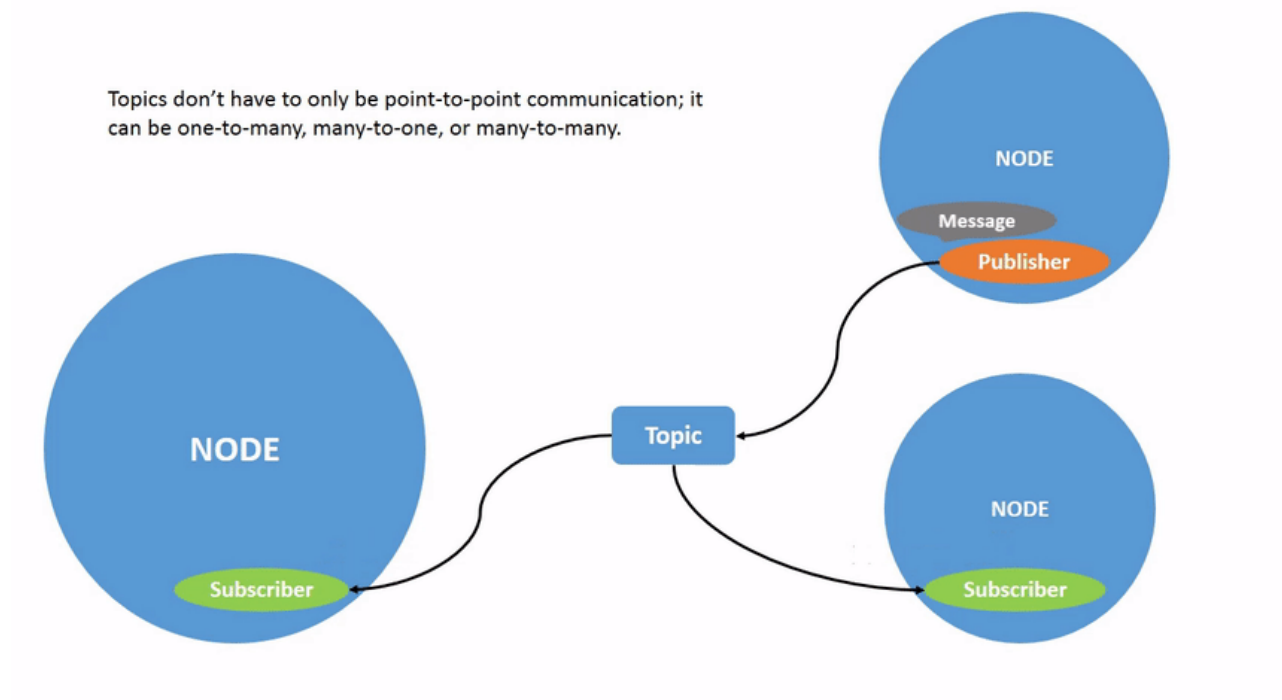 Topics don’t have to only be point-to-point communication; it
can be one-to-many, many-to-one, or many-to-many.
NODE
Message
Publisher
Topic
NODE
Subscriber
NODE
Subscriber